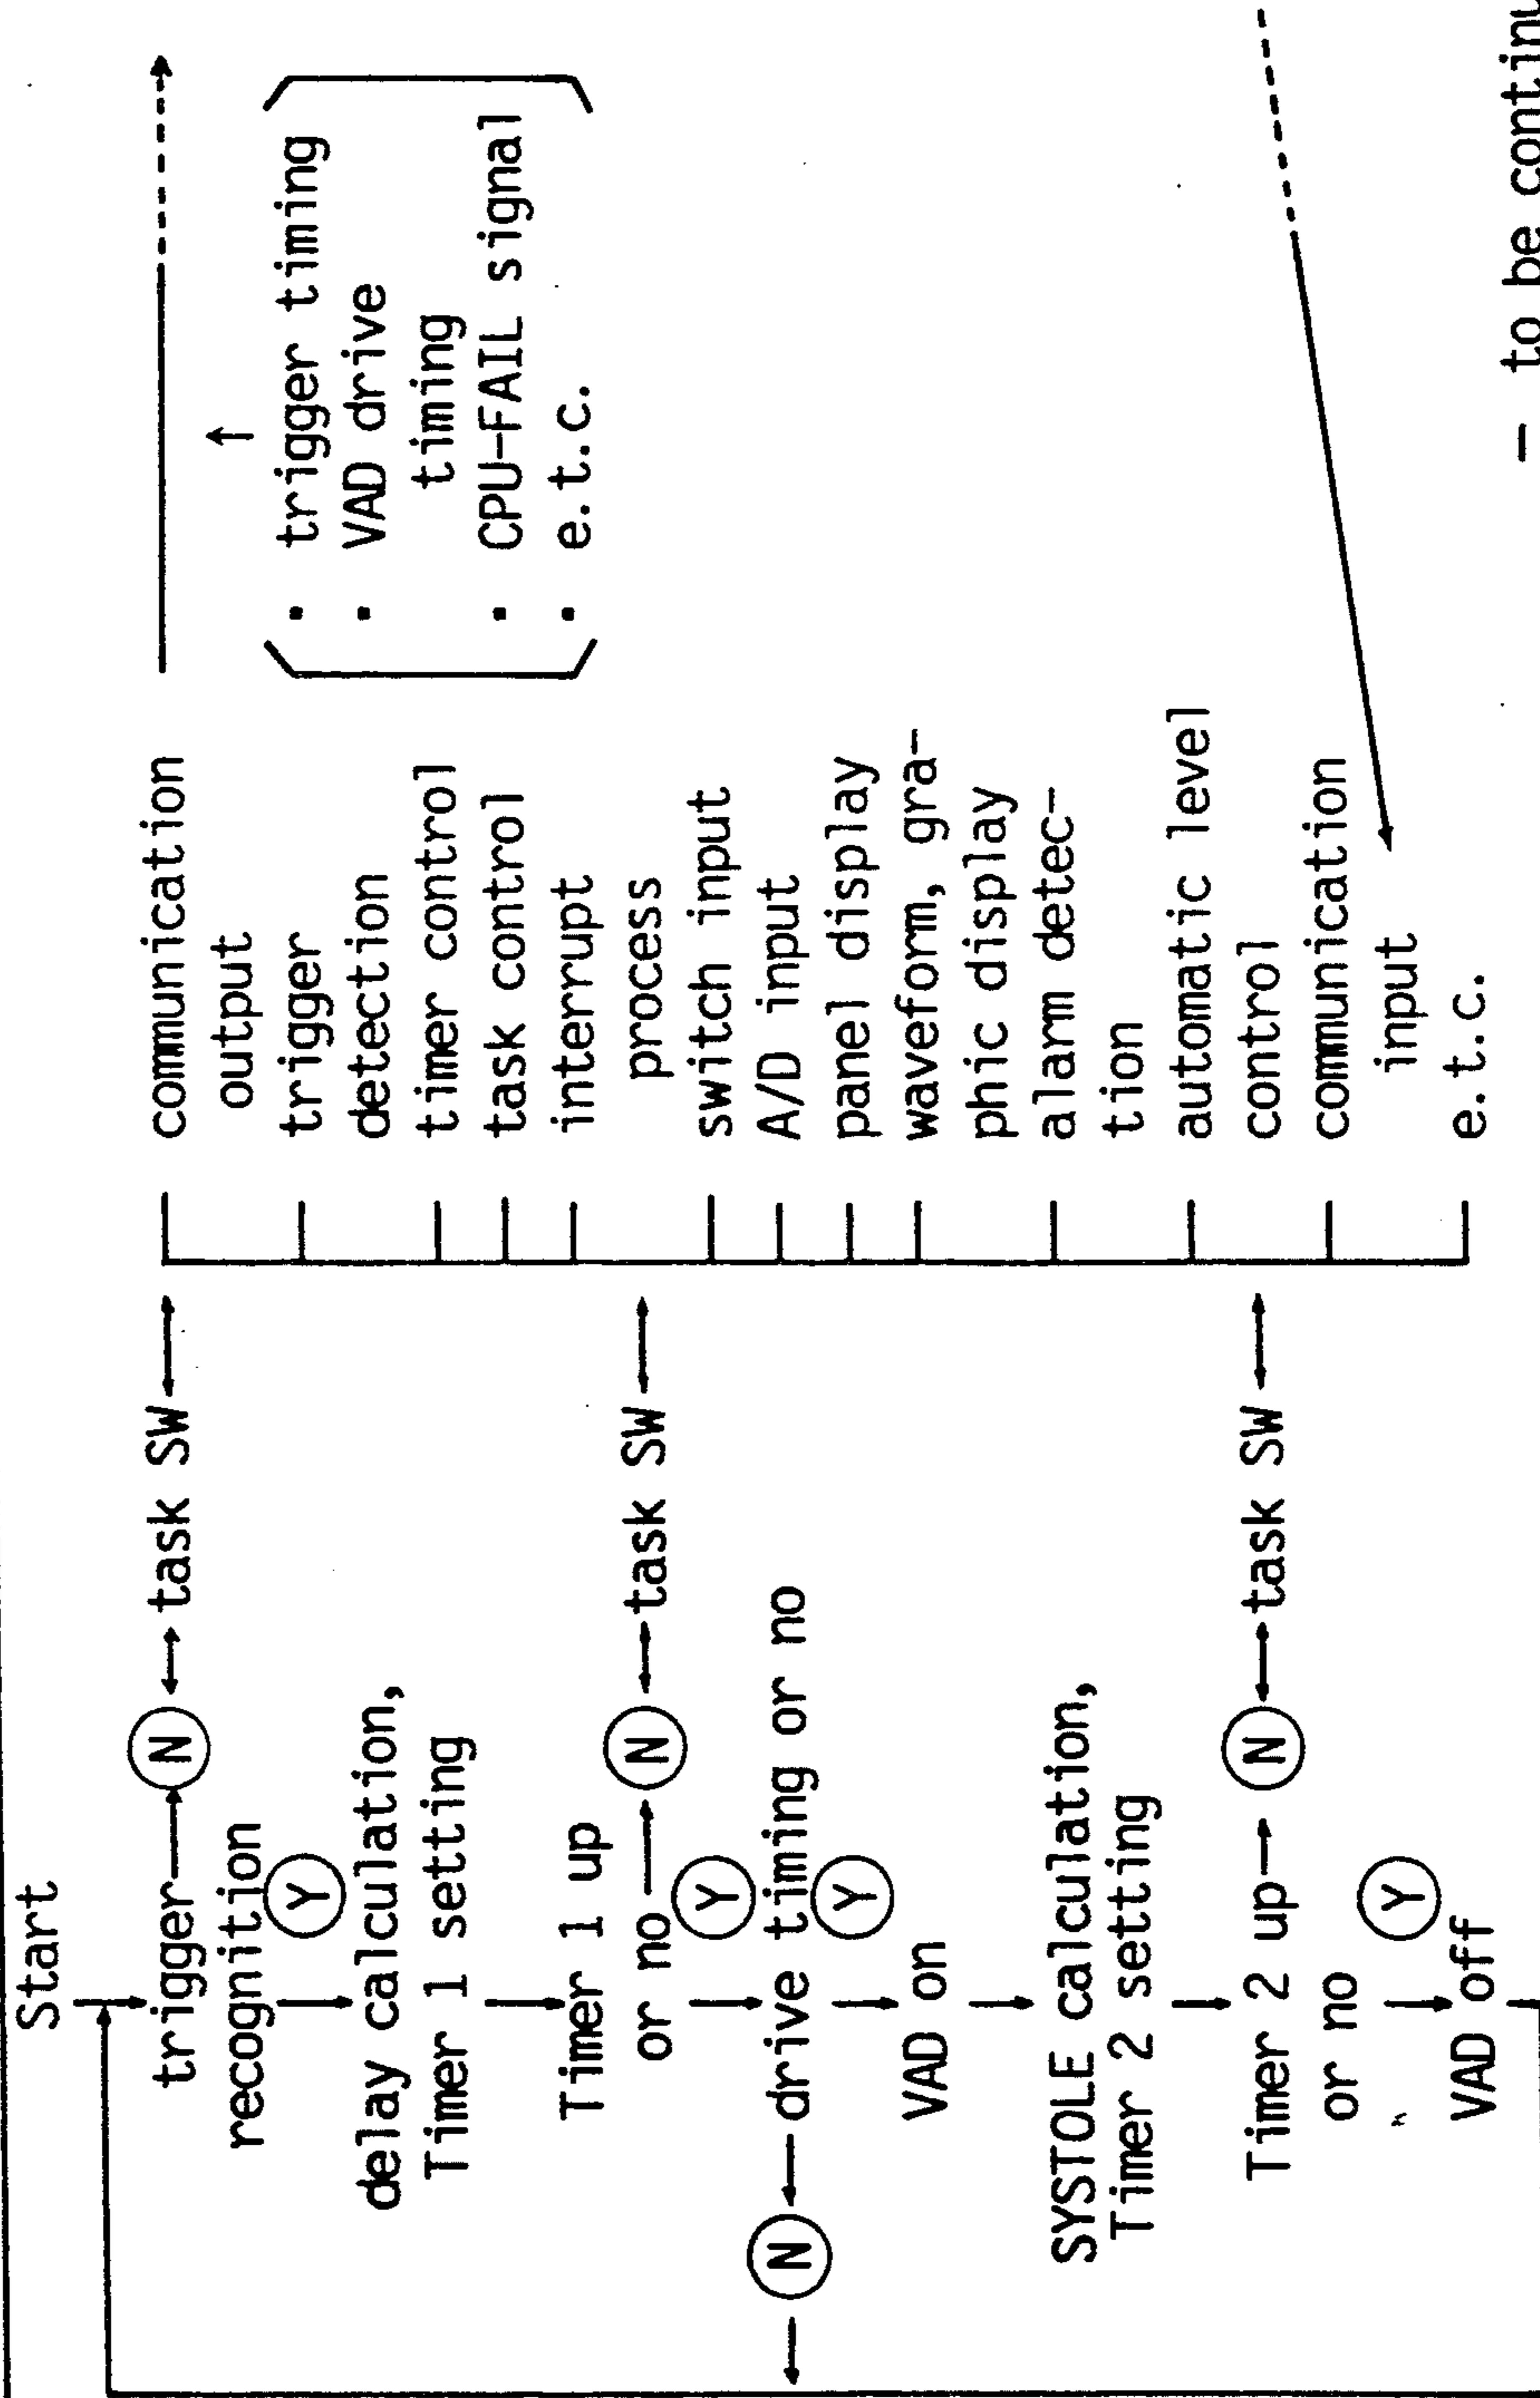 Start
trigger
recognition
N
task SW
Y
delay calculation,
Timer 1 setting
Timer 1 up
or no
N
task SW
Y
drive timing or no
N
Y
VAD on
SYSTOLE calculation,
Timer 2 setting
Timer 2 up
or no
N
task SW
Y
VAD off
communication
output
trigger
detection
timer control
task control
interrupt
process
switch input
A/D input
panel display
waveform, gra-
phic display
alarm detec-
tion
automatic level
control
communication
input
e.t.c.
· trigger timing
· VAD drive
timing
· CPU-FAIL signal
· e.t.c.
— to be continu